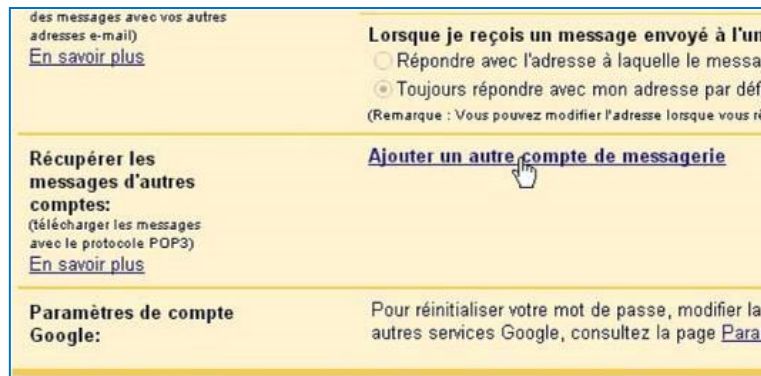 des messages avec vos autres
adresses e-mail)
En savoir plus
Lorsque je reçois un message envoyé à l'un
Répondre avec l'adresse à laquelle le messa
Toujours répondre avec mon adresse par déf
(Remarque : Vous pouvez modifier l'adresse lorsque vous ré
Récupérer les
messages d'autres
comptes:
(télécharger les messages
avec le protocole POP3)
En savoir plus
Ajouter un autre compte de messagerie
Paramètres de compte
Google:
Pour réinitialiser votre mot de passe, modifier la
autres services Google, consultez la page Para